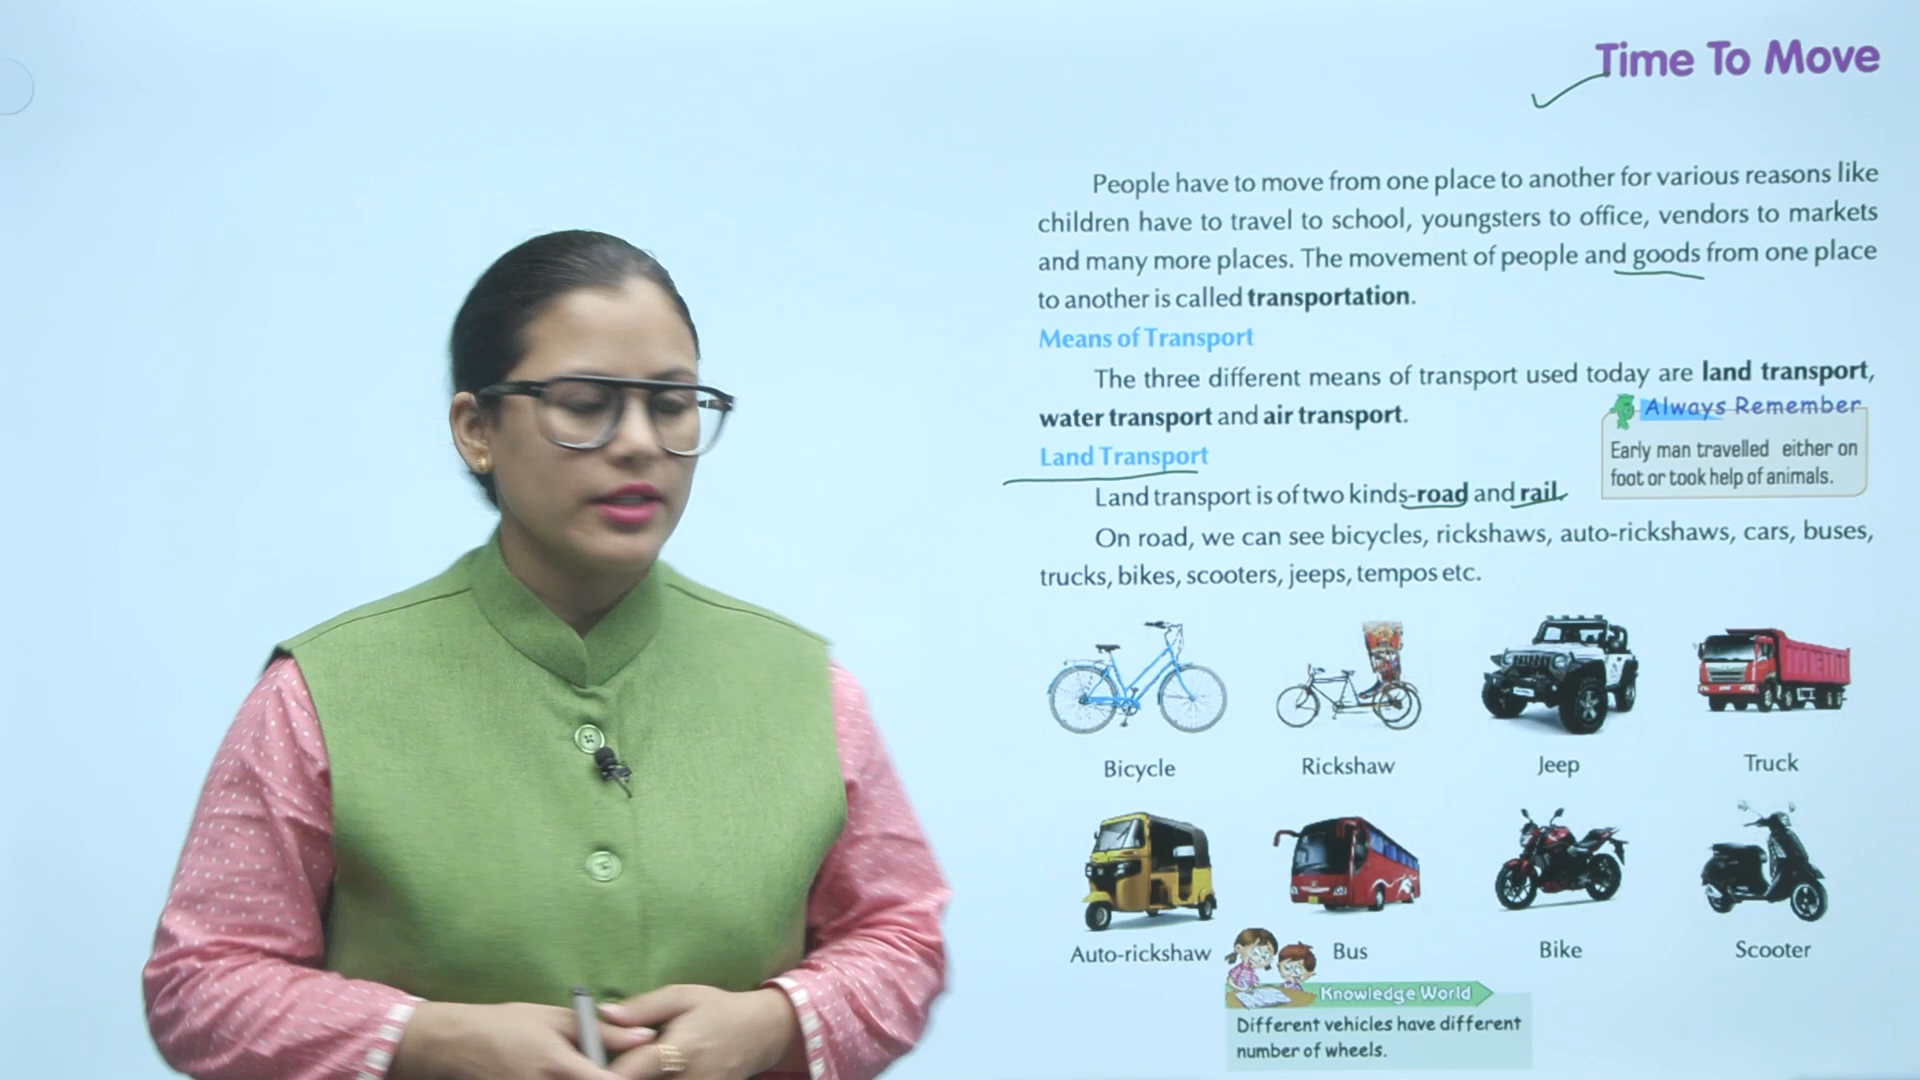 Time To Move
People have to move from one place to another for various reasons like
children have to travel to school, youngsters to office, vendors to markets
and many more places. The movement of people and goods from one place
to another is called transportation.
Means of Transport
The three different means of transport used today are land transport,
water transport and air transport.
Always Remember
Early man travelled either on
foot or took help of animals.
Land Transport
Land transport is of two kinds-road and rail.
On road, we can see bicycles, rickshaws, auto-rickshaws, cars, buses,
trucks, bikes, scooters, jeeps, tempos etc.
Bicycle
Rickshaw
Jeep
Truck
Auto-rickshaw
Bus
Bike
Scooter
Knowledge World
Different vehicles have different
number of wheels.